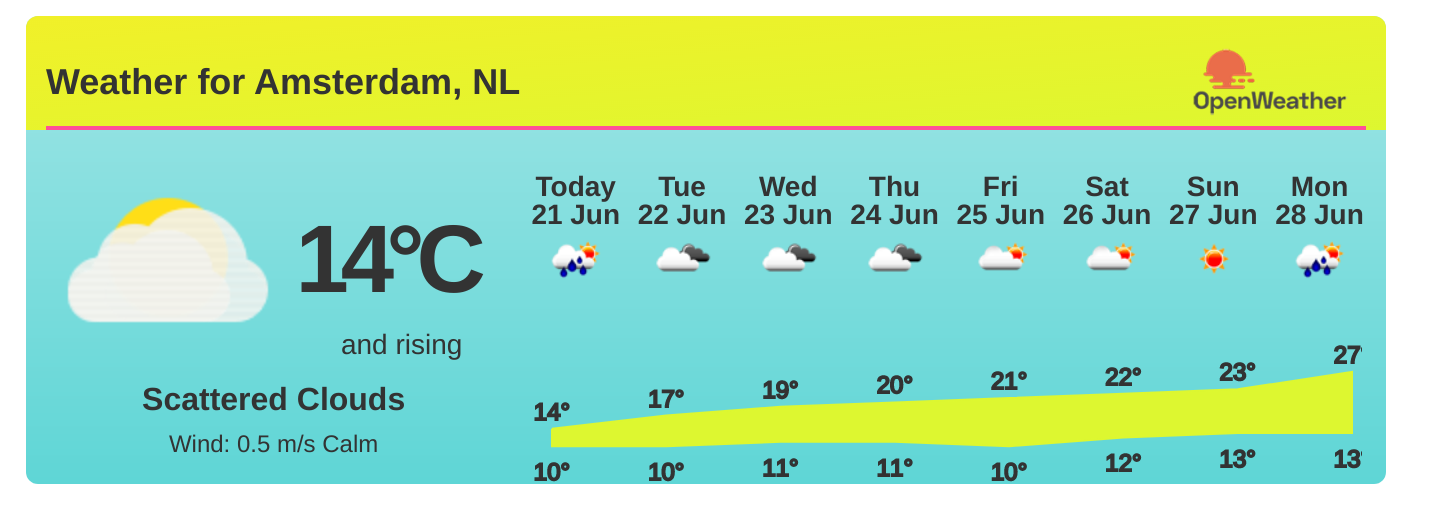 Weather for Amsterdam, NL
OpenWeather
14°C
and rising
Scattered Clouds
Wind: 0.5 m/s Calm
Today Tue Wed Thu Fri Sat Sun Mon
21 Jun 22 Jun 23 Jun 24 Jun 25 Jun 26 Jun 27 Jun 28 Jun
14° 17° 19° 20° 21° 22° 23° 27°
10° 10° 11° 11° 10° 12° 13° 13°